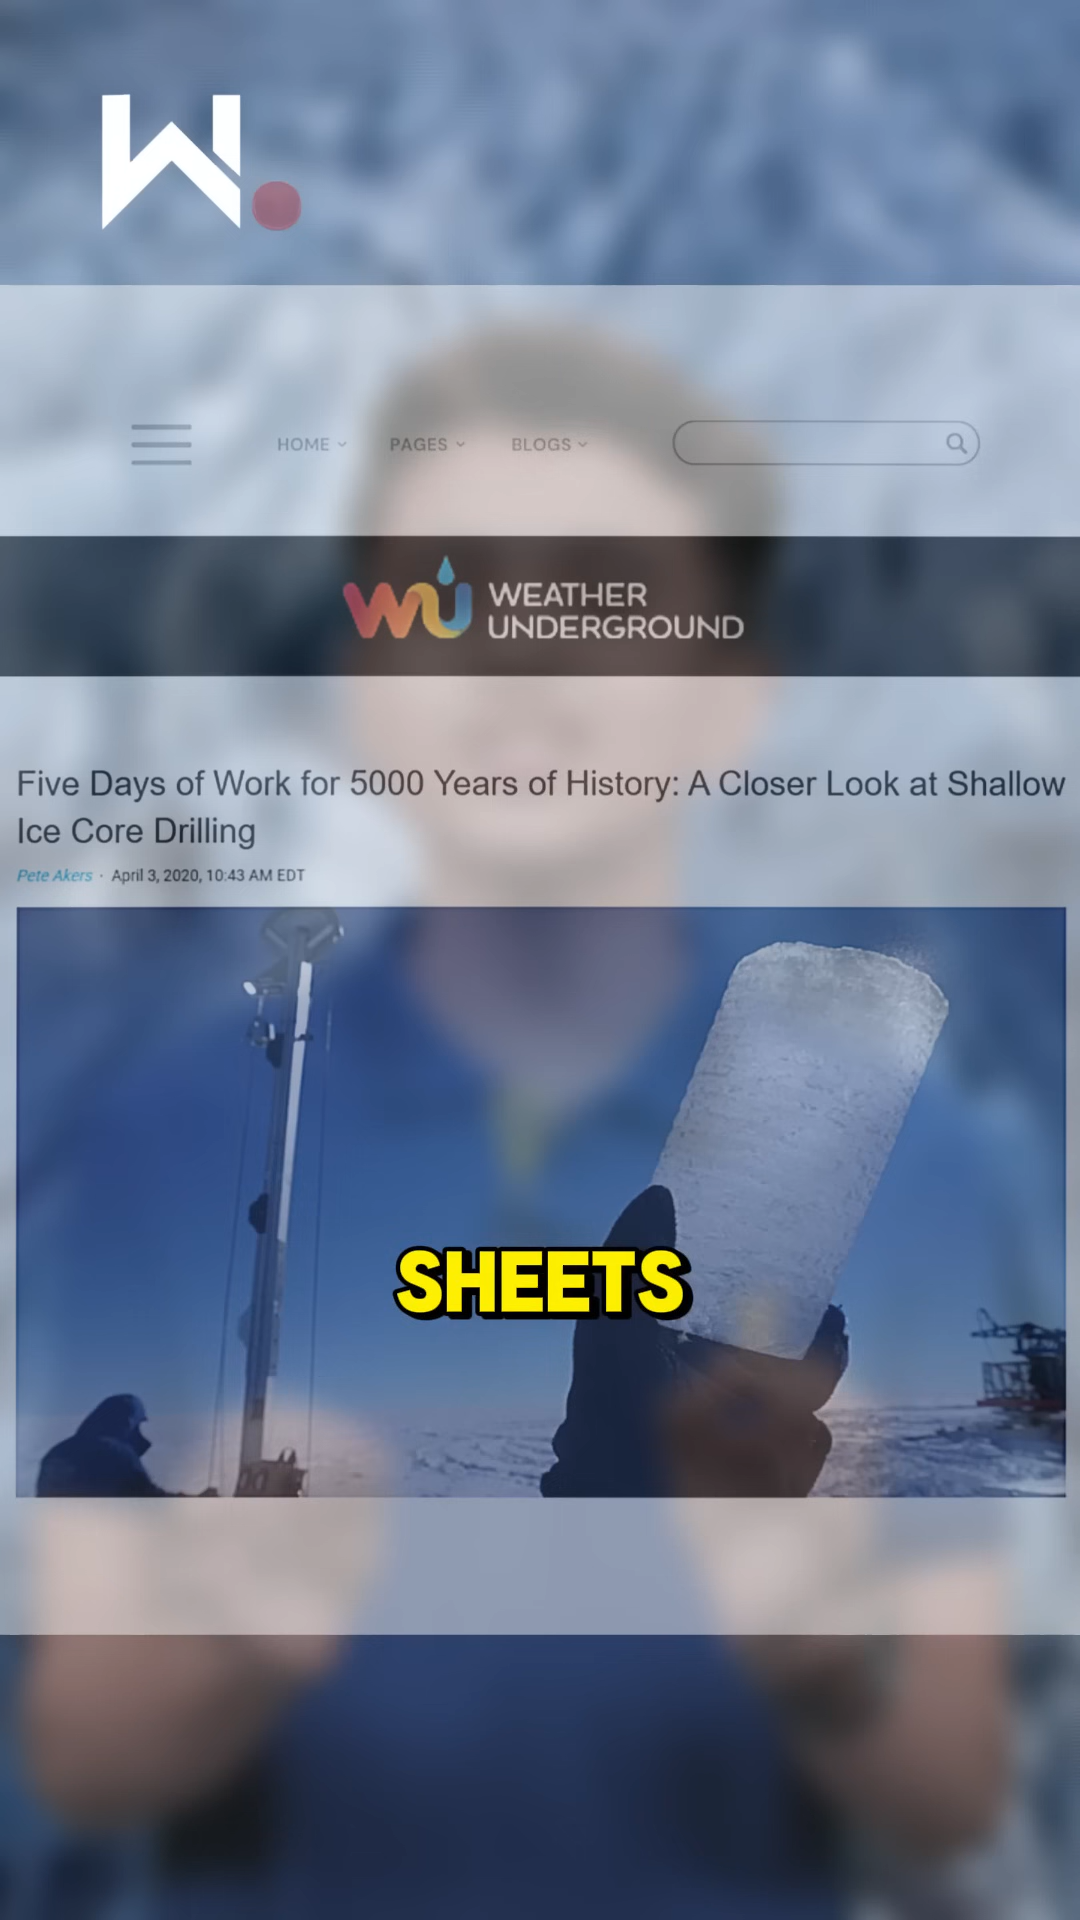 W.
HOME PAGES BLOGS
WU WEATHER
UNDERGROUND
Five Days of Work for 5000 Years of History: A Closer Look at Shallow
Ice Core Drilling
Pete Akers · April 3, 2020, 10:43 AM EDT
SHEETS